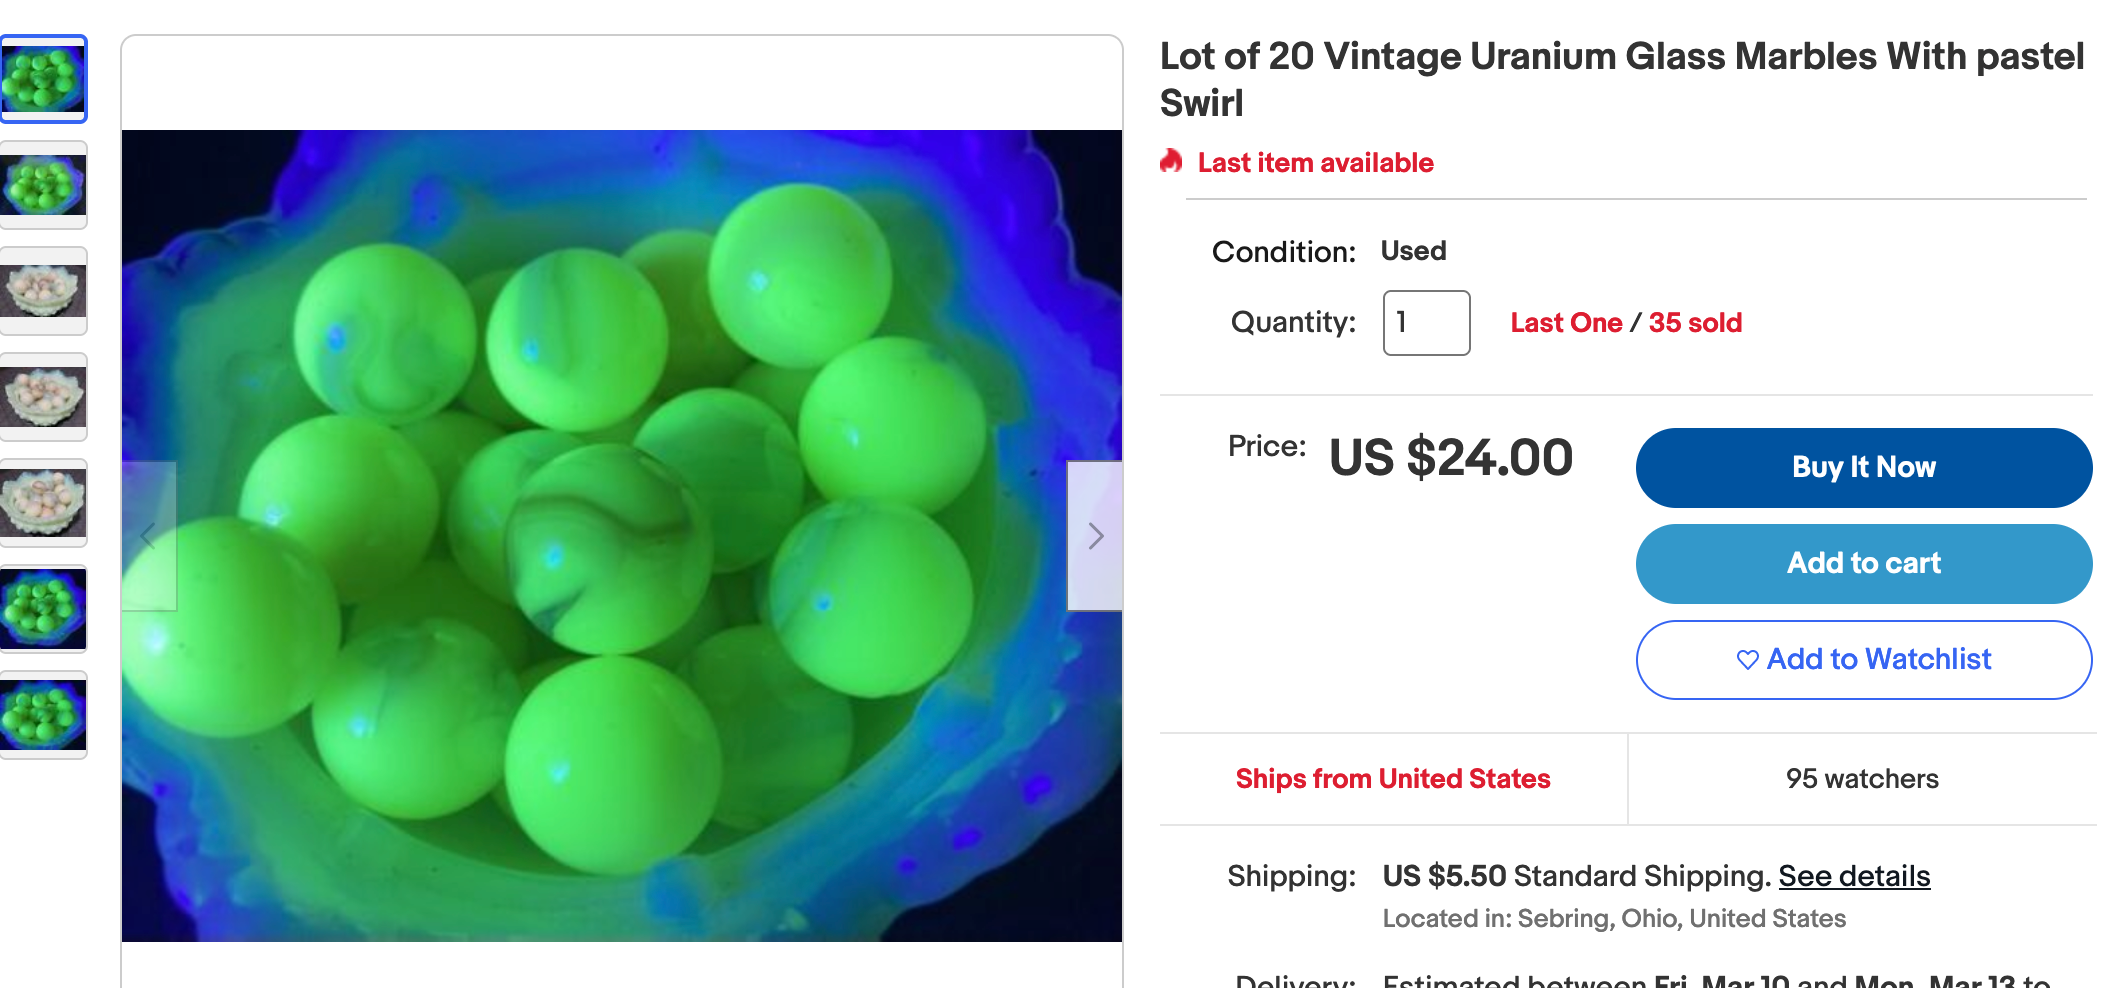 Lot of 20 Vintage Uranium Glass Marbles With pastel
Swirl
Last item available
Condition: Used
Quantity: 1 Last One / 35 sold
Price: US $24.00
Buy It Now
Add to cart
Add to Watchlist
Ships from United States
95 watchers
Shipping: US $5.50 Standard Shipping. See details
Located in: Sebring, Ohio, United States
Delivery: Estimated between Fri, Mar 10 and Mon, Mar 13 to